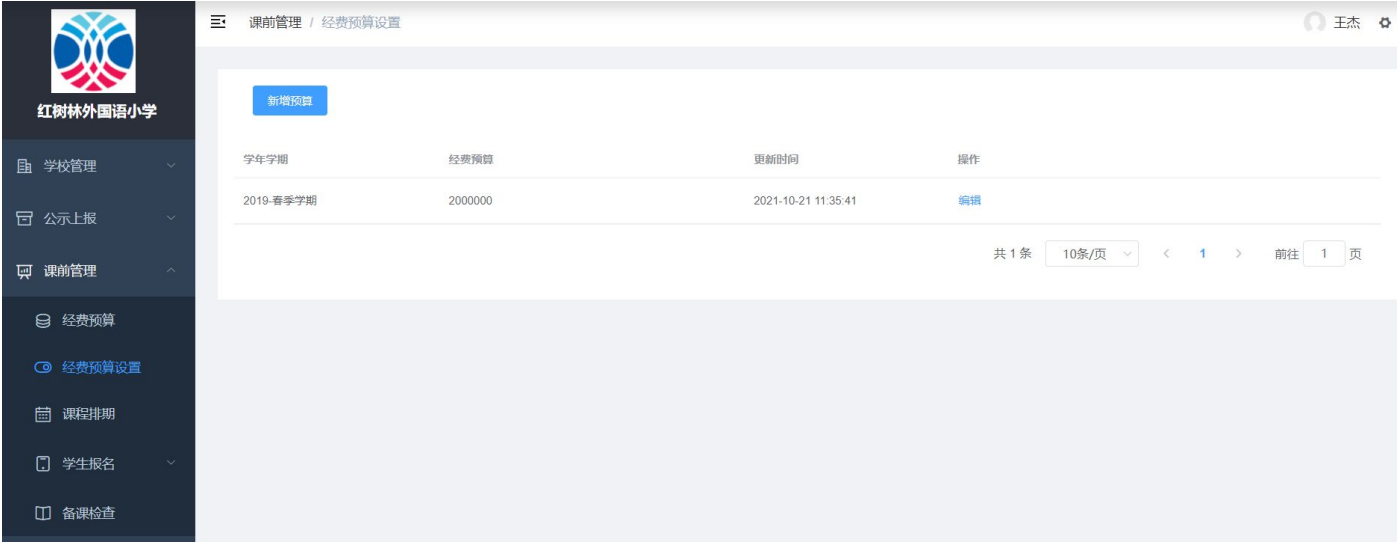 红树林外国语小学
学校管理
公示上报
课前管理
经费预算
经费预算设置
课程排期
学生报名
备课检查
课前管理 / 经费预算设置
王杰
新增预算
学年学期 经费预算 更新时间 操作
2019-春季学期 2000000 2021-10-21 11:35:41 编辑
共 1 条 10条/页 < 1 > 前往 1 页